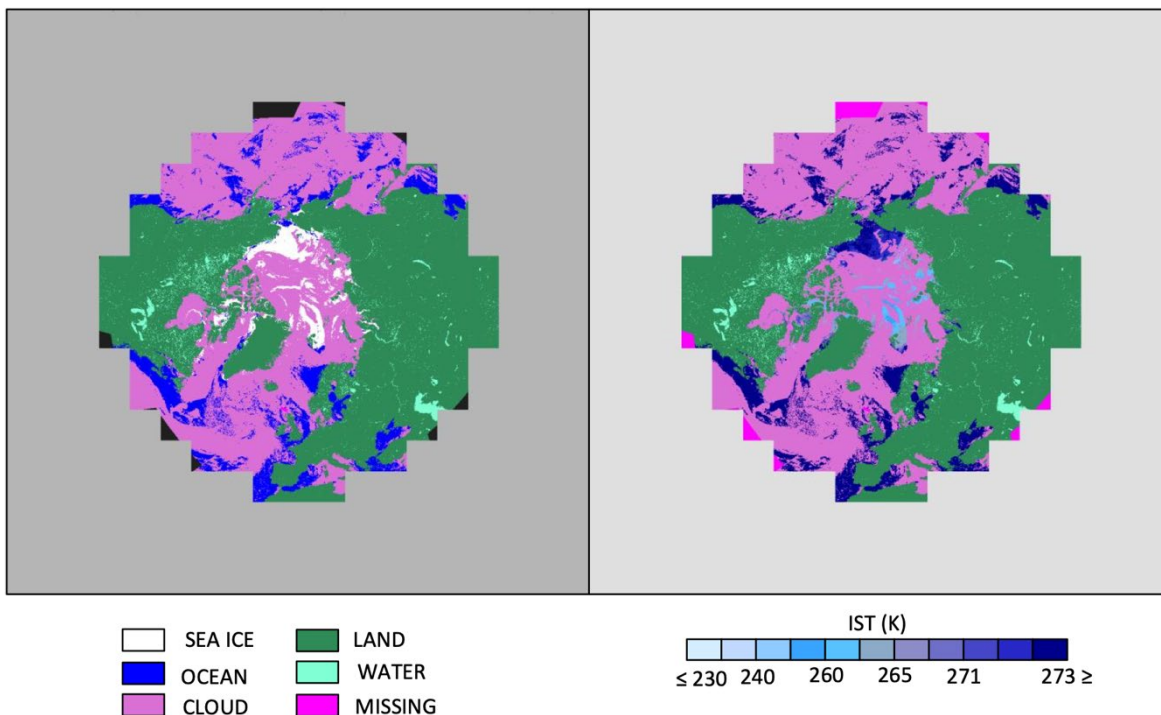 SEA ICE
LAND
OCEAN
WATER
CLOUD
MISSING
IST (K)
≤ 230 240 260 265 271 273 ≥